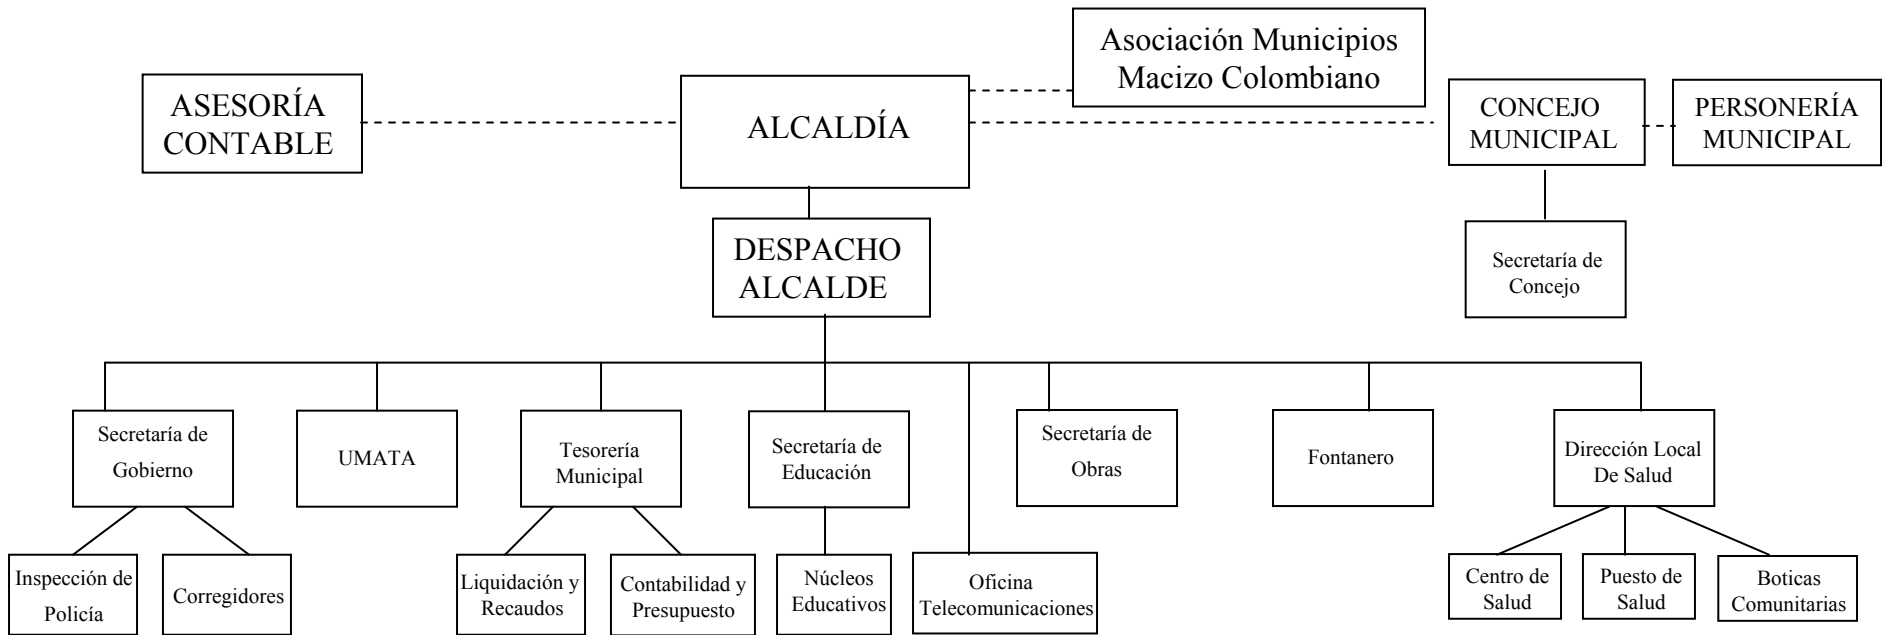 Asociación Municipios
Macizo Colombiano
ASESORÍA
CONTABLE
ALCALDÍA
CONCEJO
MUNICIPAL
PERSONERÍA
MUNICIPAL
DESPACHO
ALCALDE
Secretaría de
Concejo
Secretaría de
Gobierno
UMATA
Tesorería
Municipal
Secretaría de
Educación
Secretaría de
Obras
Fontanero
Dirección Local
De Salud
Inspección de
Policía
Corregidores
Liquidación y
Recaudos
Contabilidad y
Presupuesto
Núcleos
Educativos
Oficina
Telecomunicaciones
Centro de
Salud
Puesto de
Salud
Boticas
Comunitarias